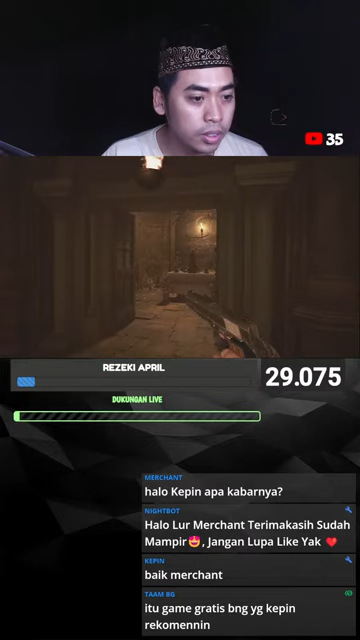 35
REZEKI APRIL
29.075
DUKUNGAN LIVE
MERCHANT
halo Kepin apa kabarnya?
NIGHTBOT
Halo Lur Merchant Terimakasih Sudah
Mampir🤩, Jangan Lupa Like Yak ❤️
KEPIN
baik merchant
TAAM BG
itu game gratis bng yg kepin
rekomennin